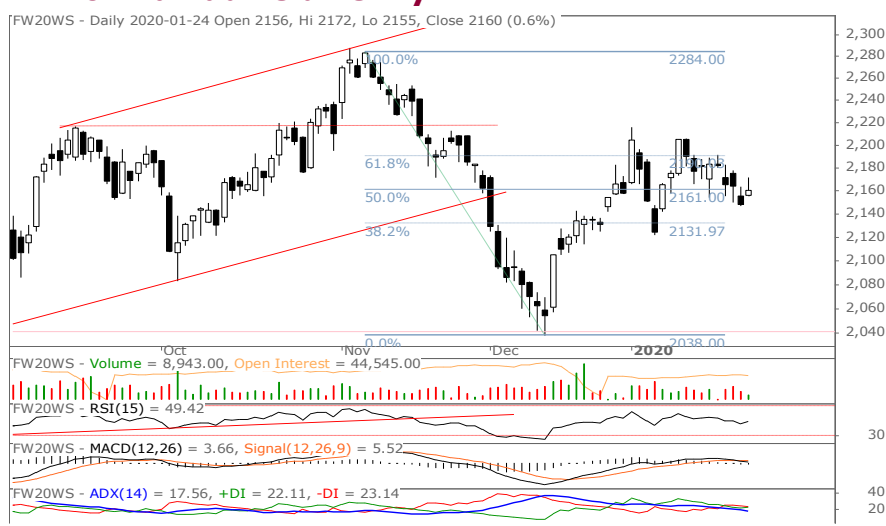 FW20WS - Daily 2020-01-24 Open 2156, Hi 2172, Lo 2155, Close 2160 (0.6%)
2,300
100.0% 2284.00 2,280
2,260
2,240
2,220
2,200
61.8% 2,180
50.0% 2161.00 2,160
2,140
38.2% 2131.97
2,120
2,100
2,080
2,060
0.0% 2038.00 2,040
Oct Nov Dec 2020
FW20WS - Volume = 8,943.00, Open Interest = 44,545.00
FW20WS - RSI(15) = 49.42
30
FW20WS - MACD(12,26) = 3.66, Signal(12,26,9) = 5.52
FW20WS - ADX(14) = 17.56, +DI = 22.11, -DI = 23.14
40
20